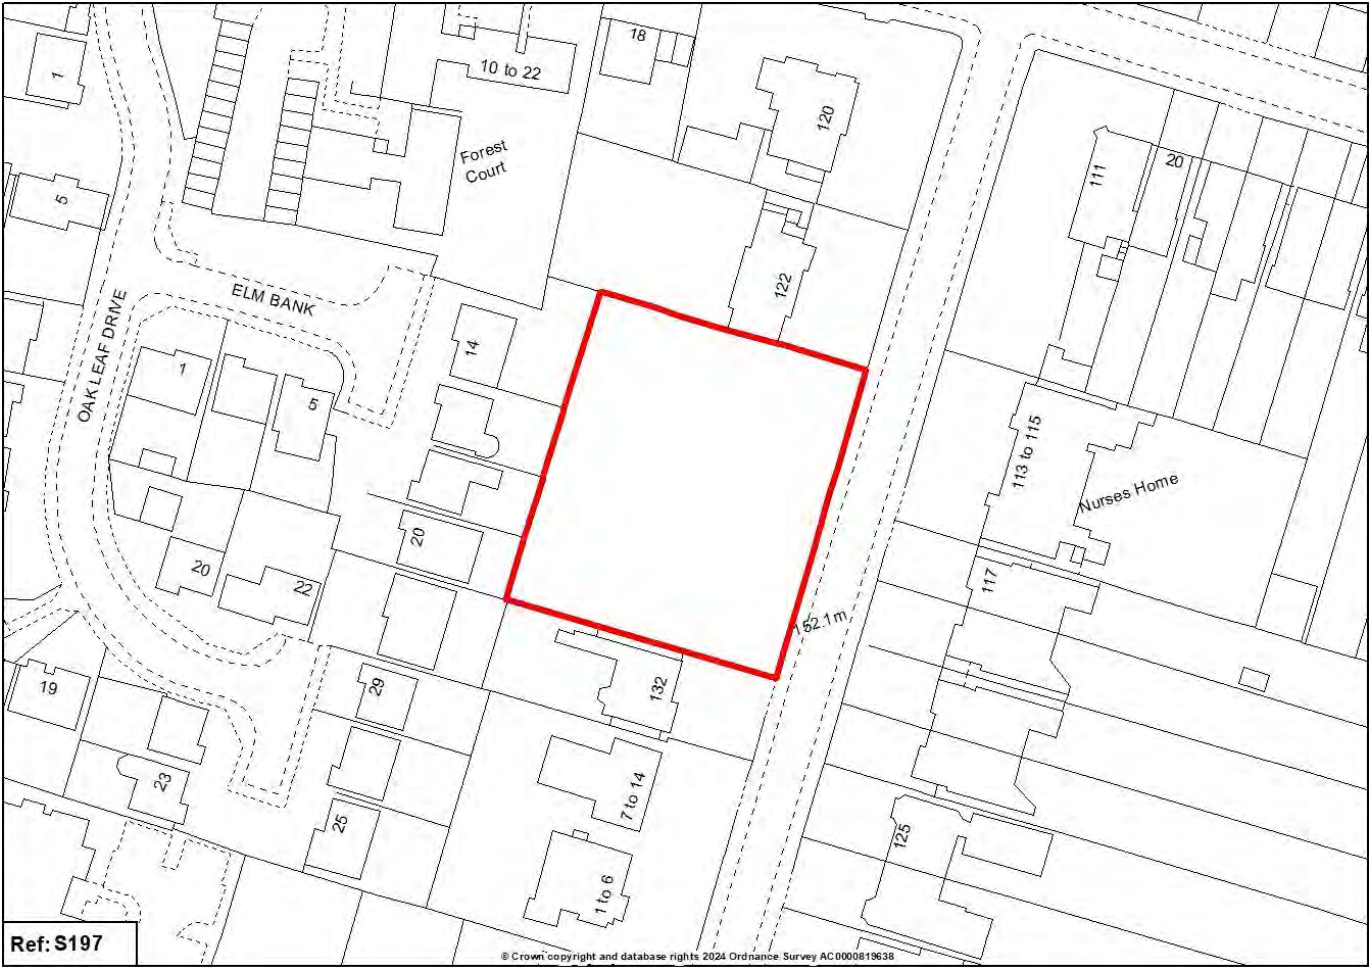 18
10 to 22
1
120
Forest
Court
111
20
5
122
ELM BANK
OAK LEAF DRIVE
14
1
5
113 to 115
Nurses Home
20
20
22
117
152.1m
19
29
132
23
7 to 14
25
125
1 to 6
Ref: S197
© Crown copyright and database rights 2024 Ordnance Survey AC0000819638